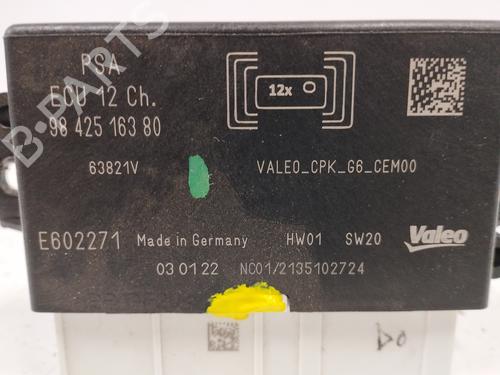 PSA
ECU 12 Ch.
98 425 163 80
63821V
12x
VALEO_CPK_G6_CEM00
E602271
Made in Germany
HW01
SW20
Valeo
03 01 22
NC01/2135102724
B-PARTS